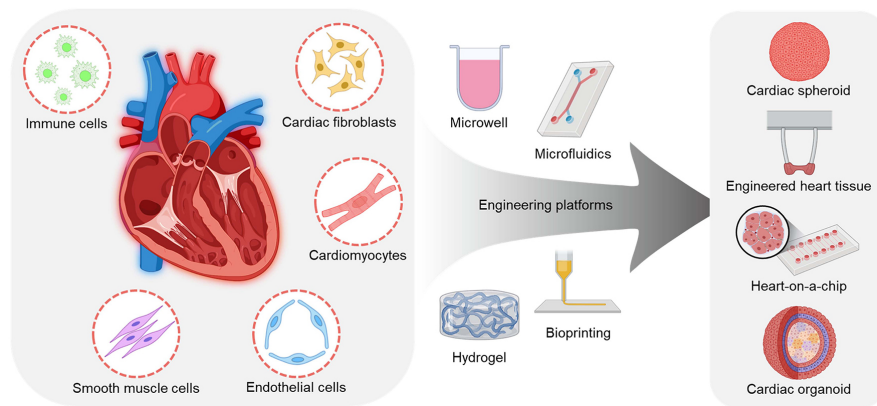 Immune cells
Cardiac fibroblasts
Cardiomyocytes
Smooth muscle cells
Endothelial cells
Microwell
Microfluidics
Engineering platforms
Hydrogel
Bioprinting
Cardiac spheroid
Engineered heart tissue
Heart-on-a-chip
Cardiac organoid